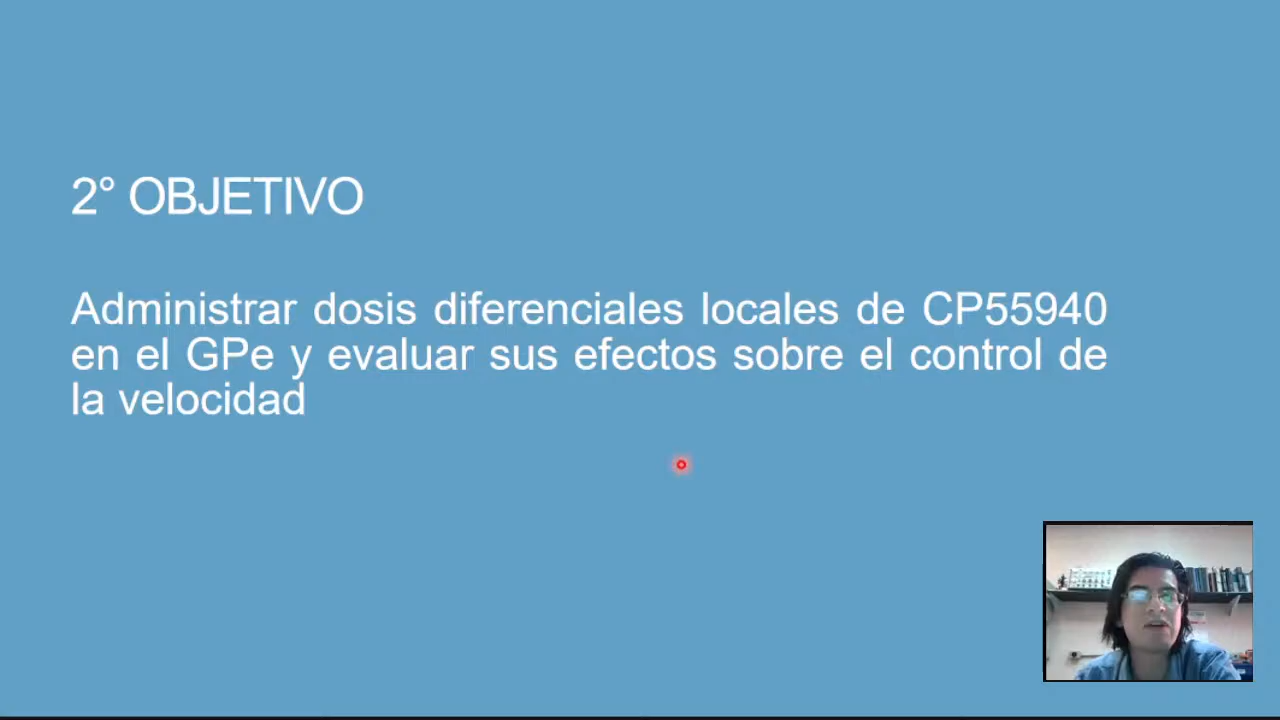 2° OBJETIVO
Administrar dosis diferenciales locales de CP55940
en el GPe y evaluar sus efectos sobre el control de
la velocidad